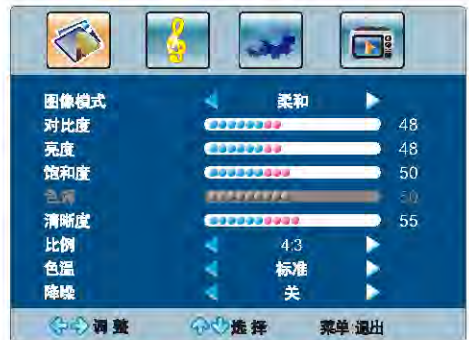 图像模式 柔和
对比度 48
亮度 48
饱和度 50
色调 50
清晰度 55
比例 4:3
色温 标准
降噪 关
调整 选择 菜单 退出